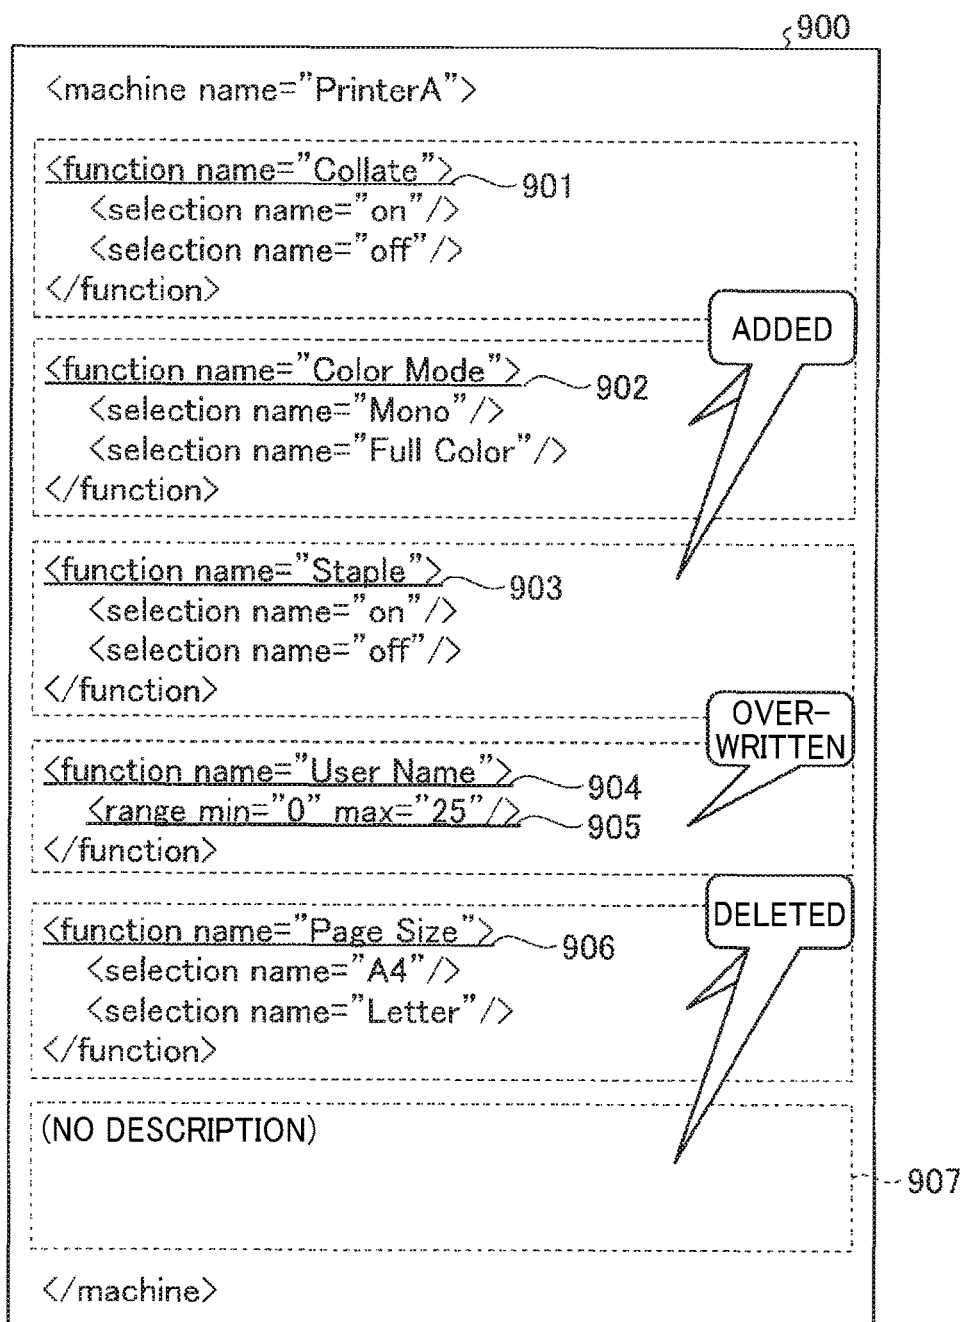 900
<machine name="PrinterA">
<function name="Collate">
901
<selection name="on"/>
<selection name="off"/>
</function>
ADDED
<function name="Color Mode">
902
<selection name="Mono"/>
<selection name="Full Color"/>
</function>
<function name="Staple">
903
<selection name="on"/>
<selection name="off"/>
</function>
OVER-
WRITTEN
<function name="User Name">
904
<range min="0" max="25"/>
905
</function>
DELETED
<function name="Page Size">
906
<selection name="A4"/>
<selection name="Letter"/>
</function>
(NO DESCRIPTION)
907
</machine>